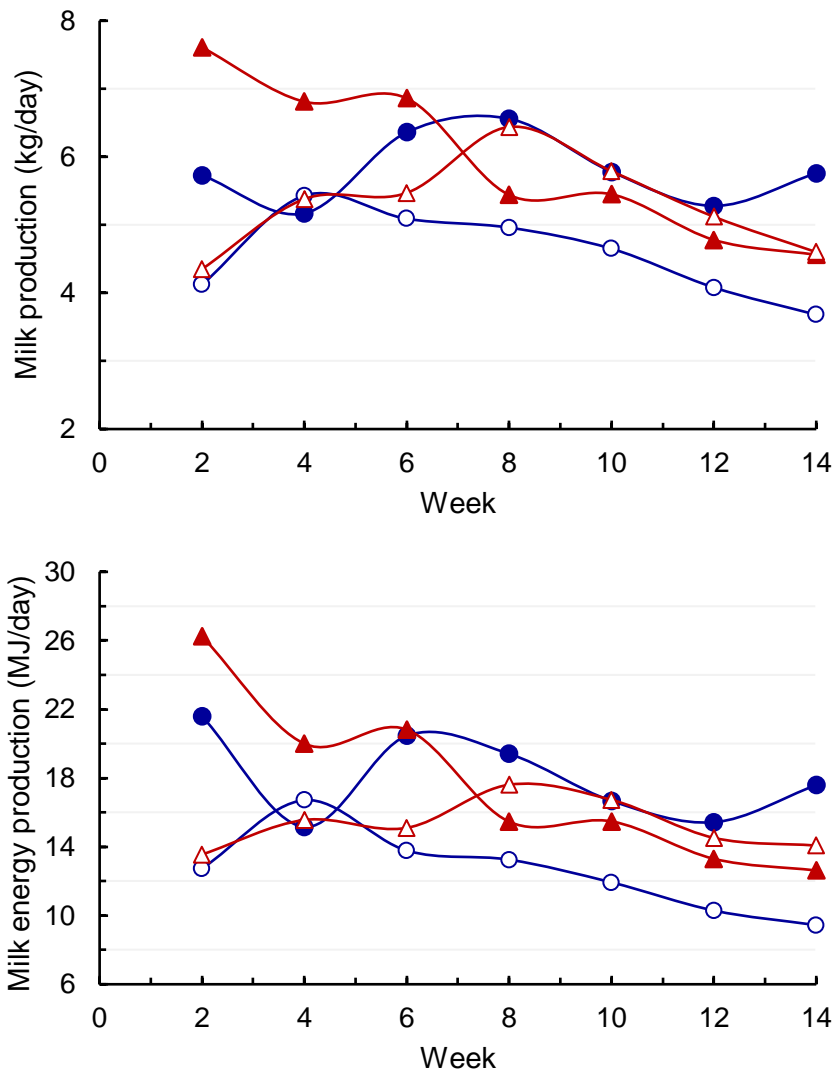 Milk production (kg/day)
8
6
4
2
0 2 4 6 8 10 12 14
Week
Milk energy production (MJ/day)
30
26
22
18
14
10
6
0 2 4 6 8 10 12 14
Week